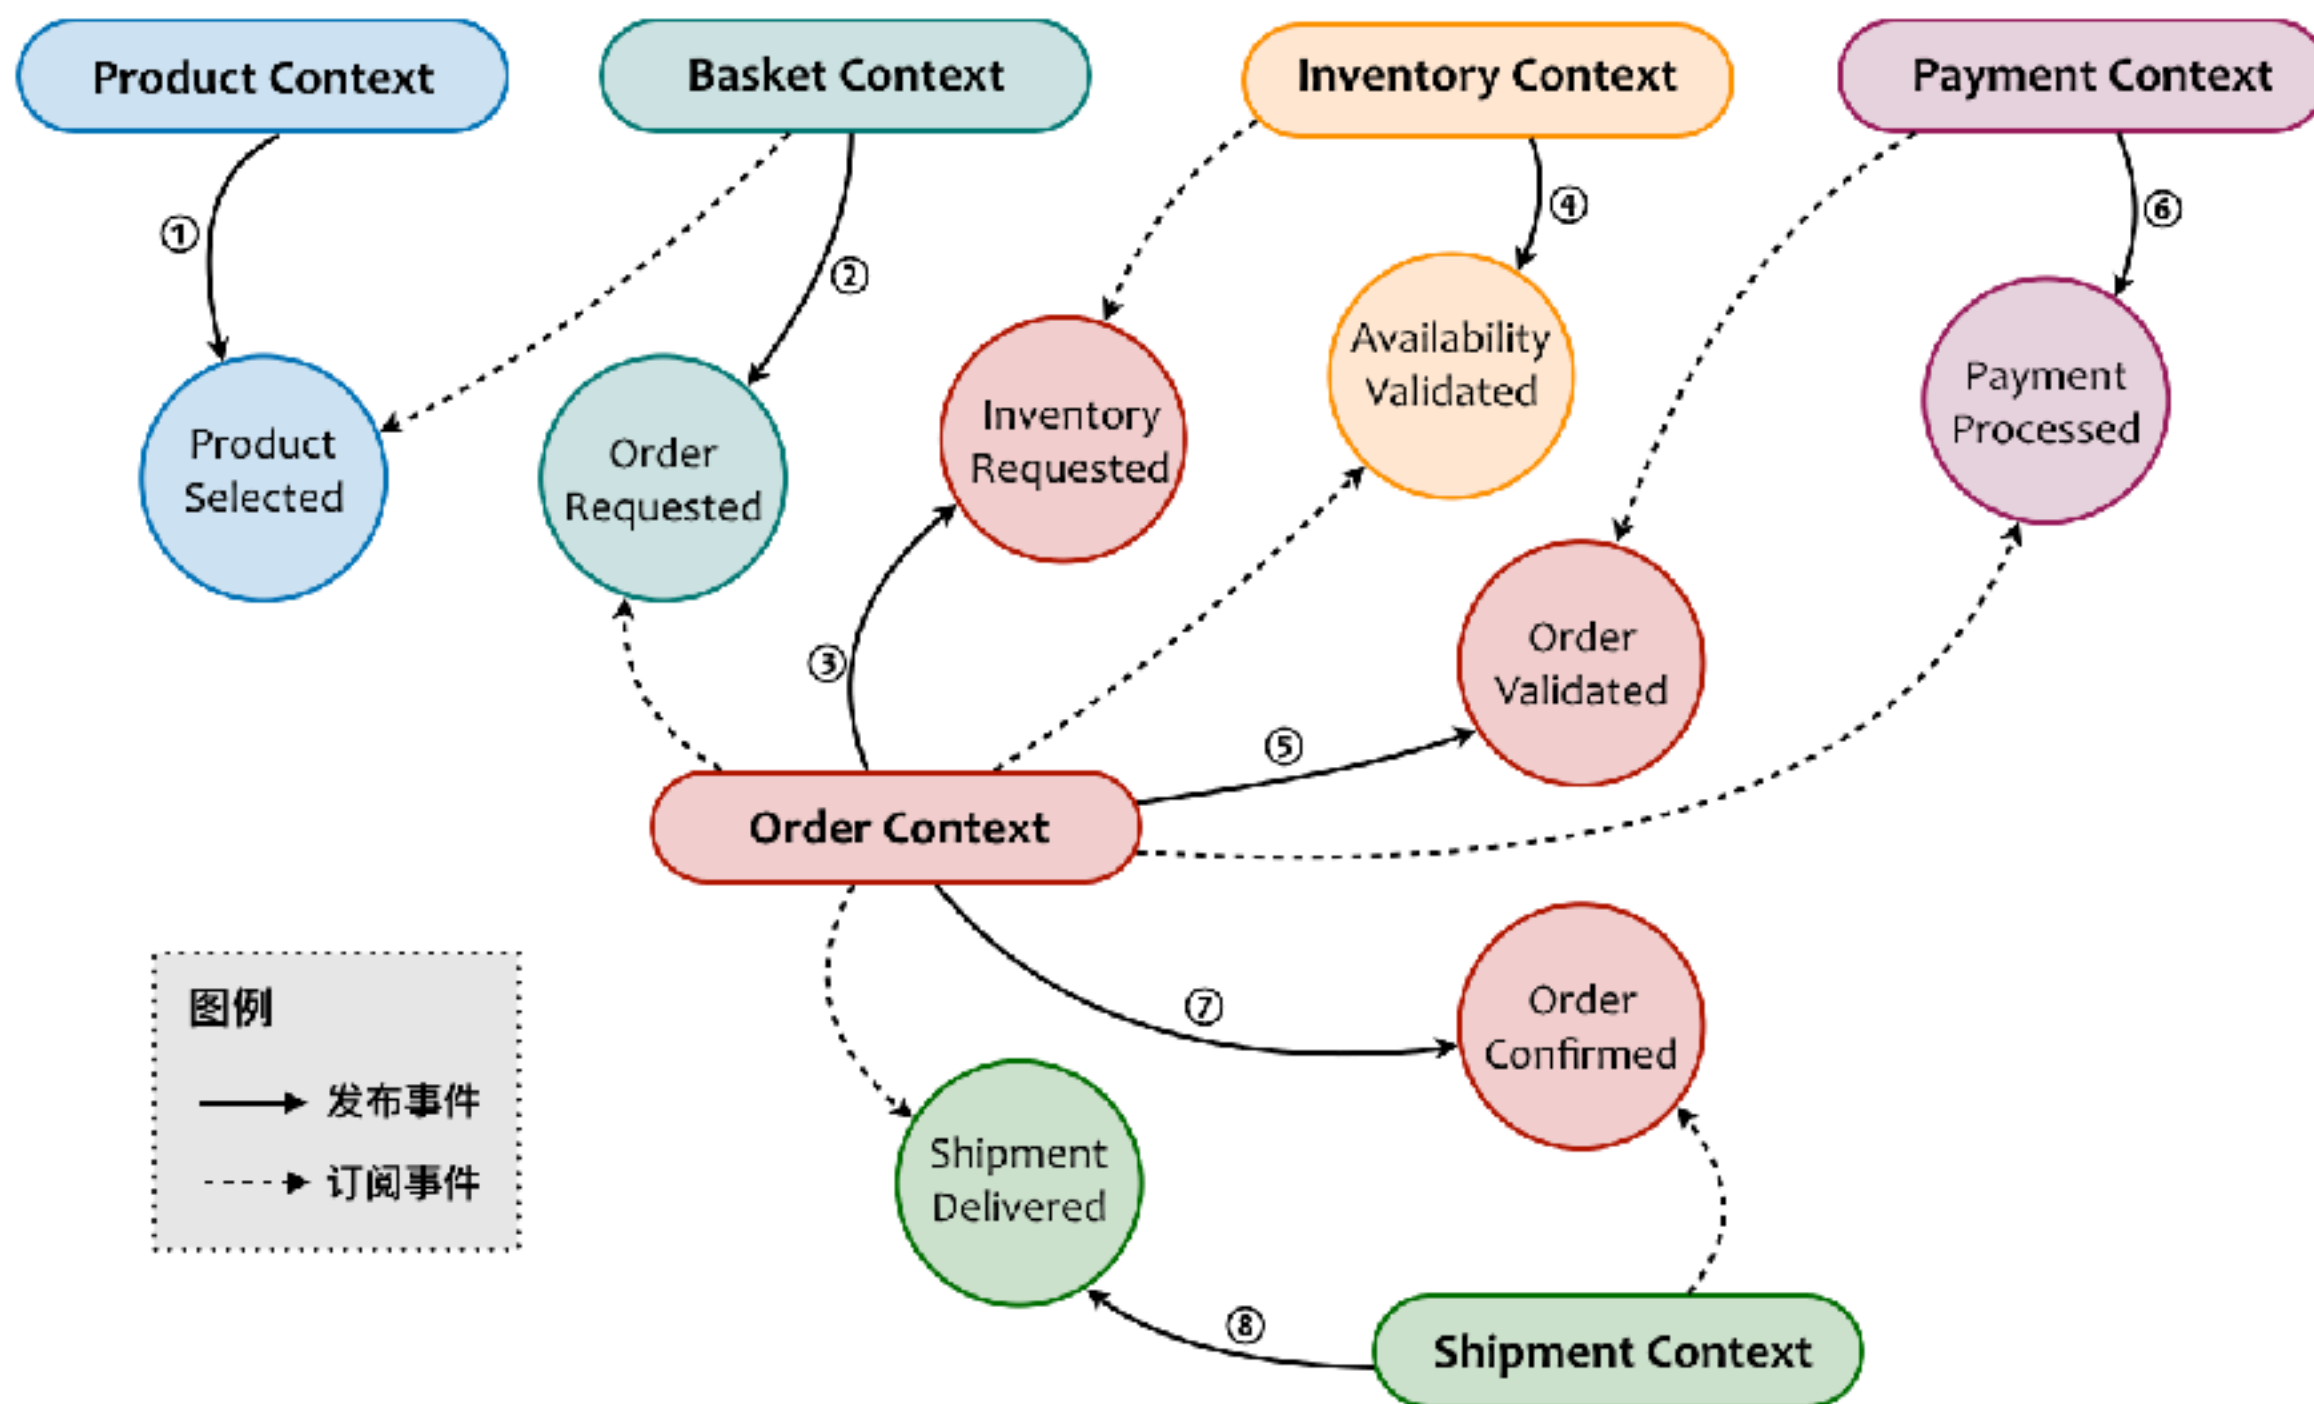 Product Context
Basket Context
Inventory Context
Payment Context
①
②
④
⑥
Product
Selected
Order
Requested
Inventory
Requested
Availability
Validated
Payment
Processed
③
⑤
Order
Validated
Order Context
⑦
Order
Confirmed
图例
发布事件
订阅事件
Shipment
Delivered
⑧
Shipment Context